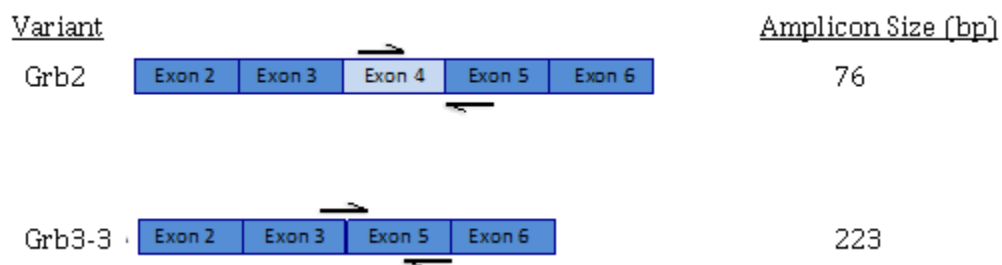 Variant Amplicon Size (bp)
Grb2 Exon 2 Exon 3 Exon 4 Exon 5 Exon 6 76
Grb3-3 Exon 2 Exon 3 Exon 5 Exon 6 223